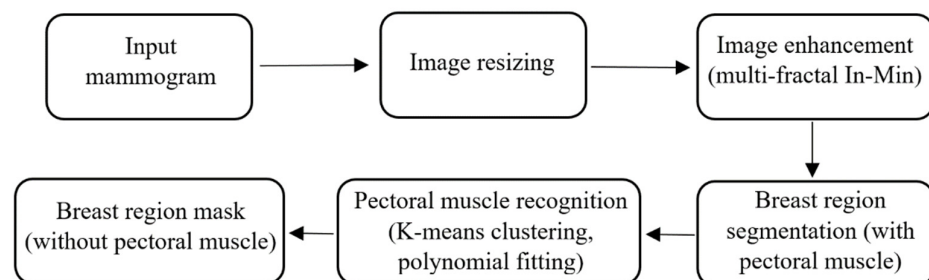 Input
mammogram
Image resizing
Image enhancement
(multi-fractal In-Min)
Breast region
segmentation (with
pectoral muscle)
Pectoral muscle recognition
(K-means clustering,
polynomial fitting)
Breast region mask
(without pectoral muscle)